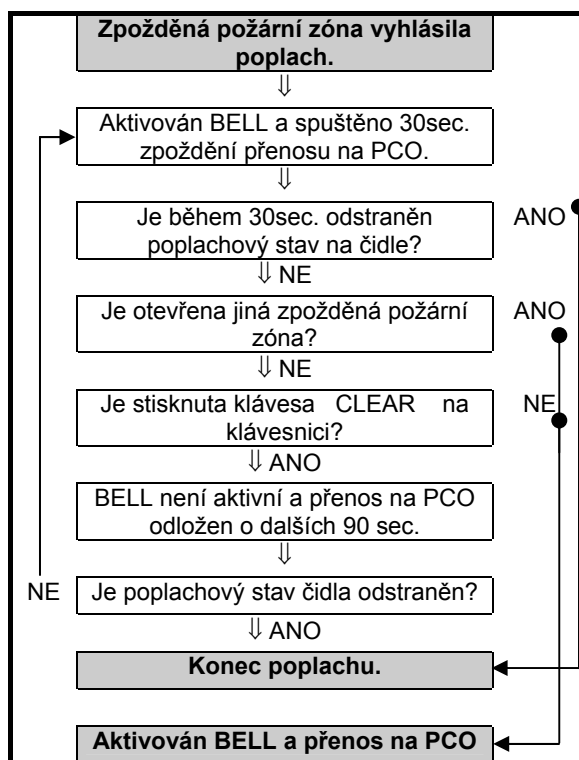 Zpožděná požární zóna vyhlásila
poplach.
⇓
Aktivován BELL a spuštěno 30sec.
zpoždění přenosu na PCO.
⇓
Je během 30sec. odstraněn
poplachový stav na čidle?
ANO
⇓ NE
Je otevřena jiná zpožděná požární
zóna?
ANO
⇓ NE
Je stisknuta klávesa CLEAR na
klávesnici?
NE
⇓ ANO
BELL není aktivní a přenos na PCO
odložen o dalších 90 sec.
⇓
NE
Je poplachový stav čidla odstraněn?
⇓ ANO
Konec poplachu.
Aktivován BELL a přenos na PCO